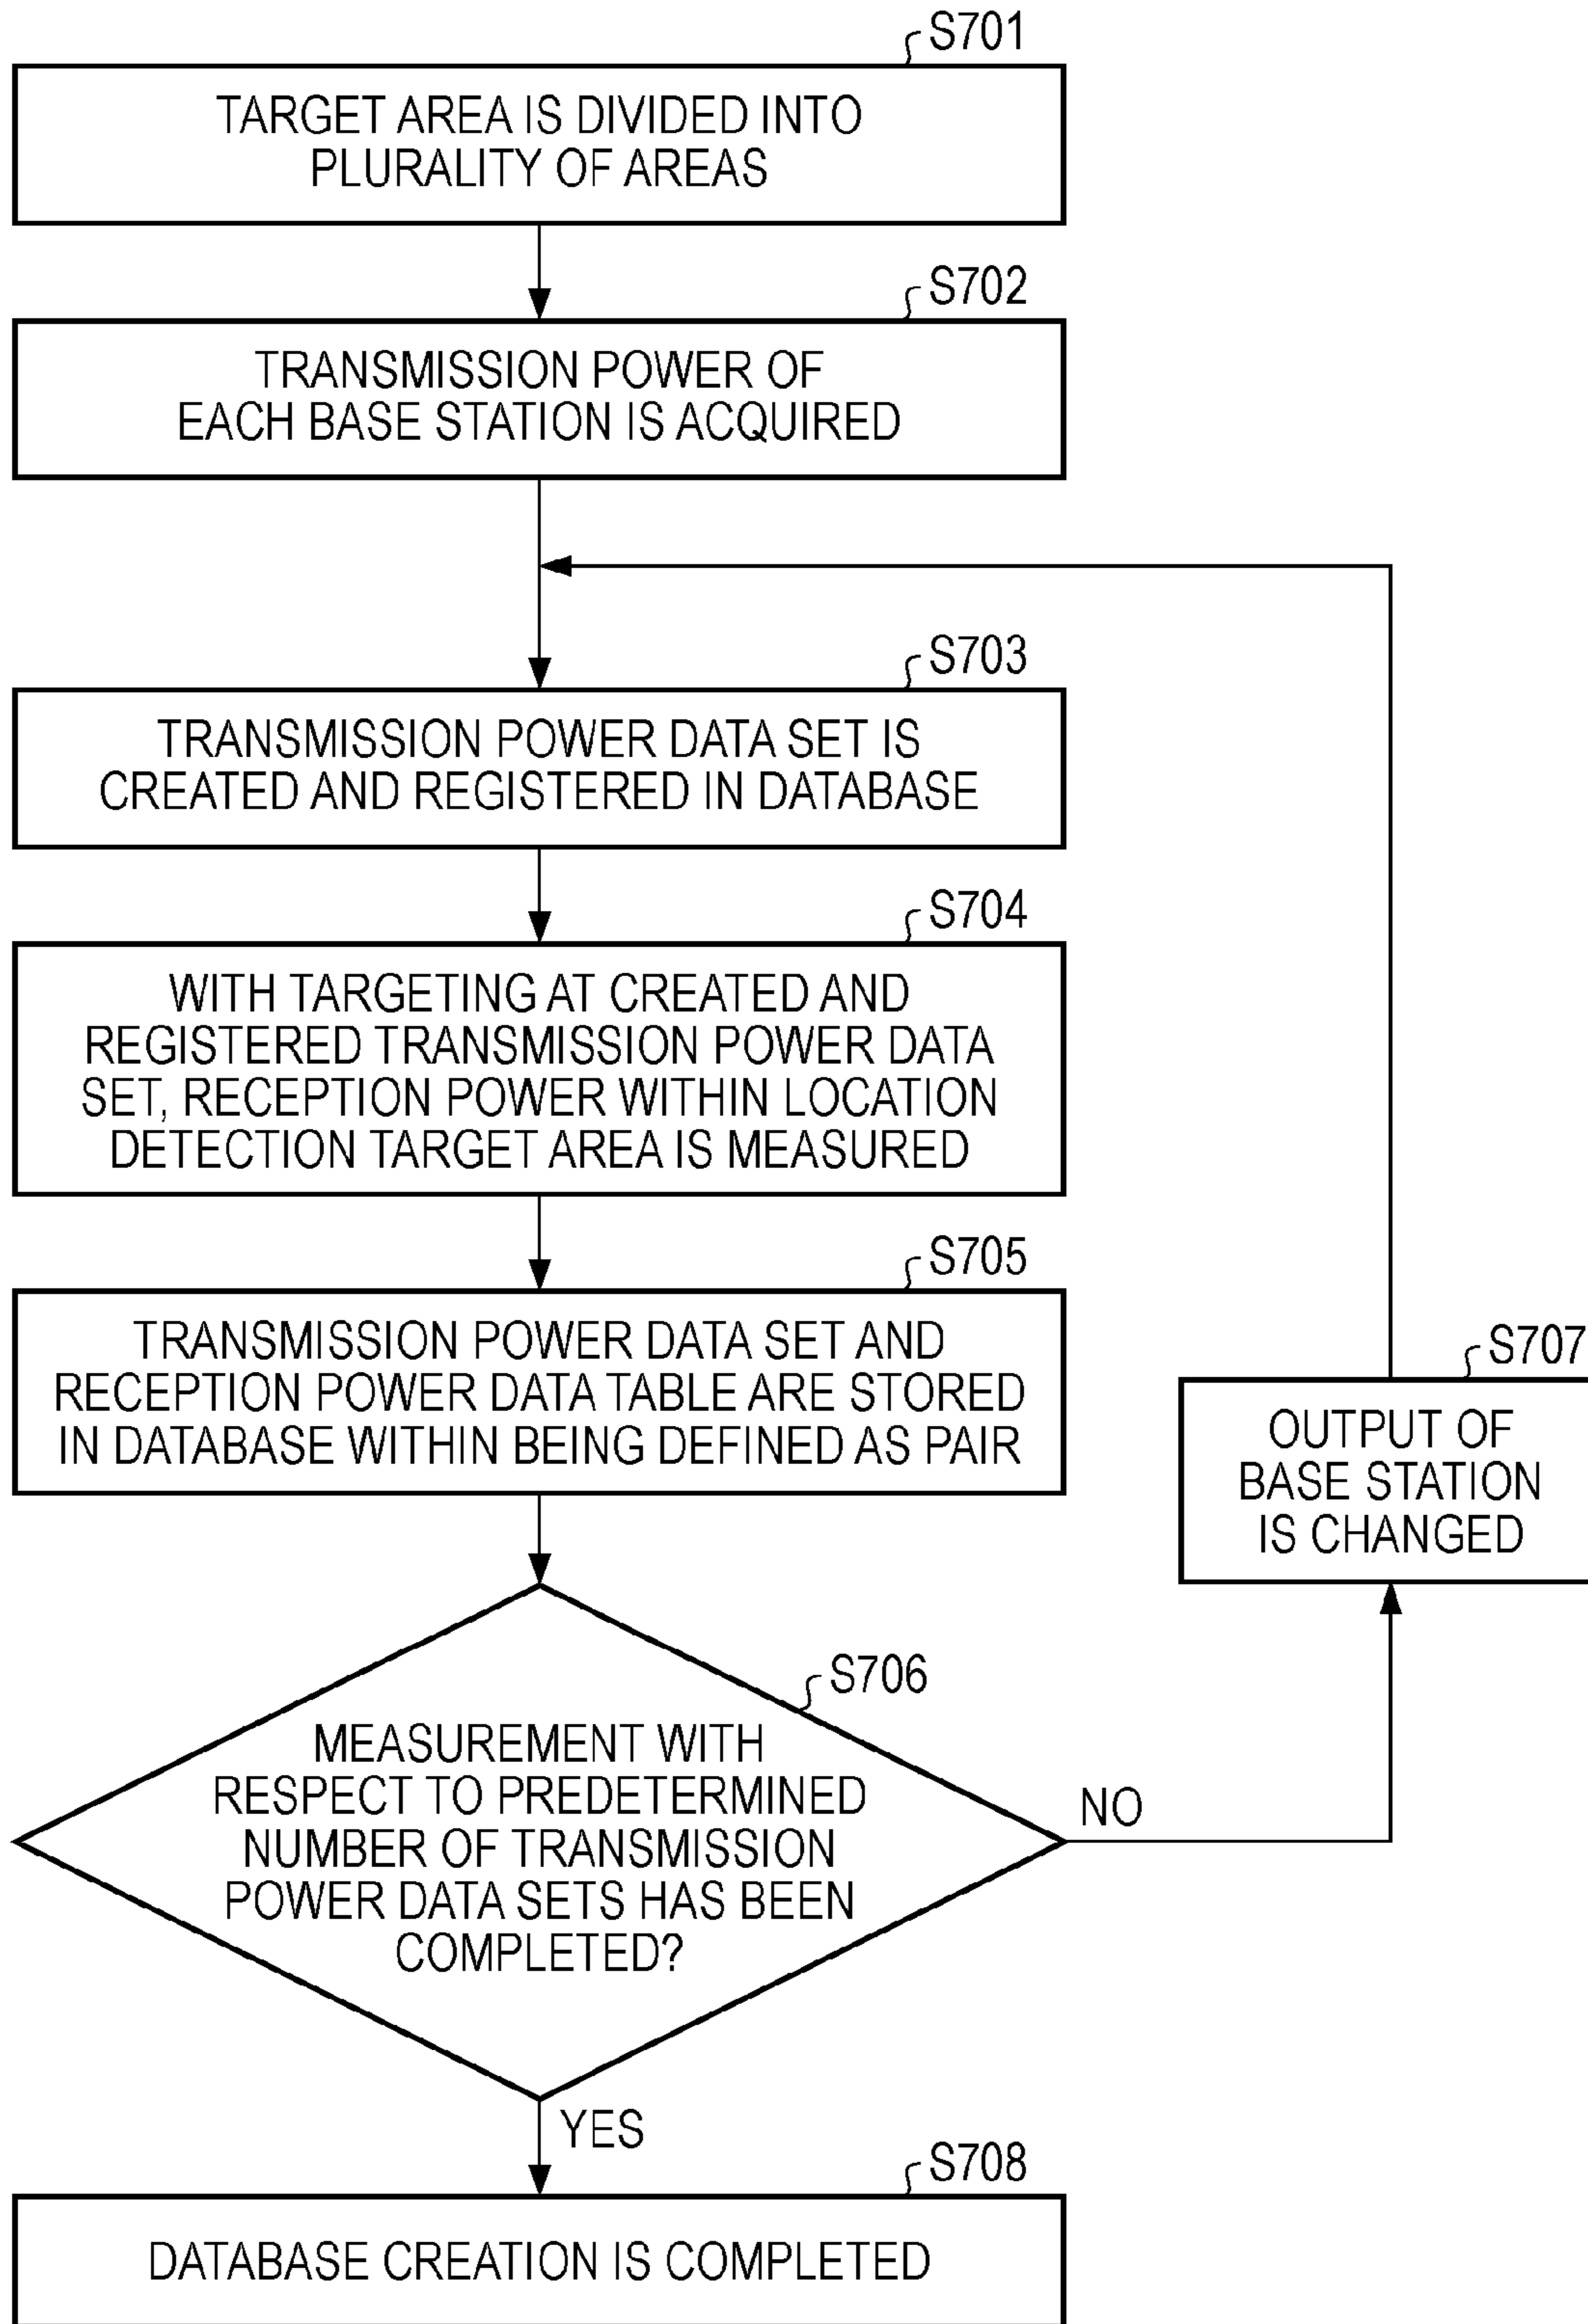 S701
TARGET AREA IS DIVIDED INTO
PLURALITY OF AREAS
S702
TRANSMISSION POWER OF
EACH BASE STATION IS ACQUIRED
S703
TRANSMISSION POWER DATA SET IS
CREATED AND REGISTERED IN DATABASE
S704
WITH TARGETING AT CREATED AND
REGISTERED TRANSMISSION POWER DATA
SET, RECEPTION POWER WITHIN LOCATION
DETECTION TARGET AREA IS MEASURED
S705
TRANSMISSION POWER DATA SET AND
RECEPTION POWER DATA TABLE ARE STORED
IN DATABASE WITHIN BEING DEFINED AS PAIR
S707
OUTPUT OF
BASE STATION
IS CHANGED
S706
MEASUREMENT WITH
RESPECT TO PREDETERMINED
NUMBER OF TRANSMISSION
POWER DATA SETS HAS BEEN
COMPLETED?
NO
YES
S708
DATABASE CREATION IS COMPLETED